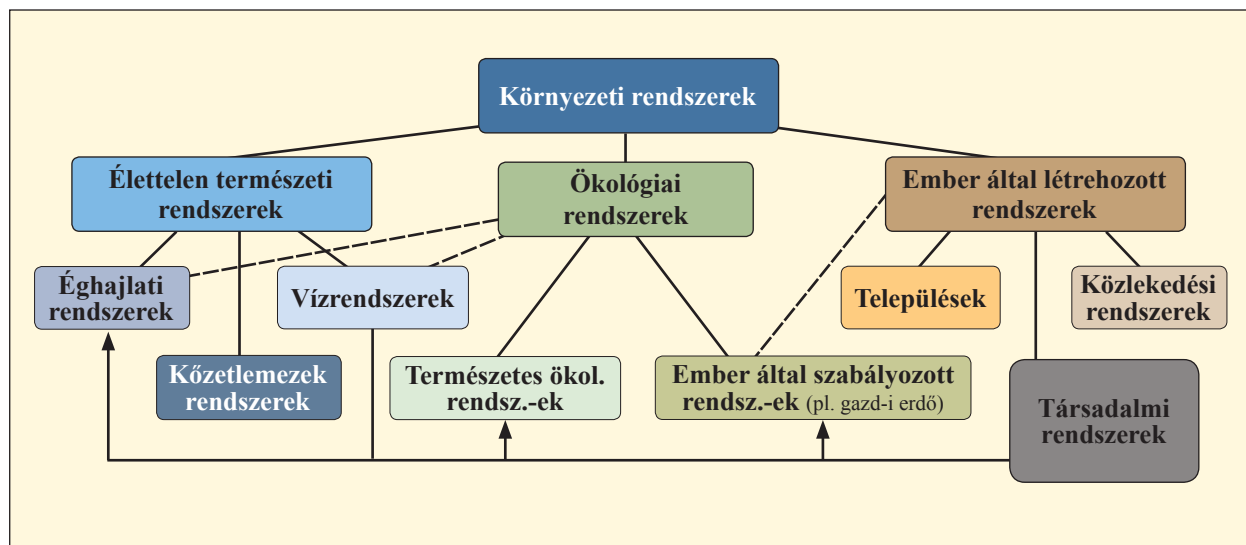 Környezeti rendszerek
Élettelen természeti
rendszerek
Ökológiai
rendszerek
Ember által létrehozott
rendszerek
Éghajlati
rendszerek
Vízrendszerek
Települések
Közlekedési
rendszerek
Kőzetlemezek
rendszerek
Természetes ökol.
rendsz.-ek
Ember által szabályozott
rendsz.-ek (pl. gazd-i erdő)
Társadalmi
rendszerek